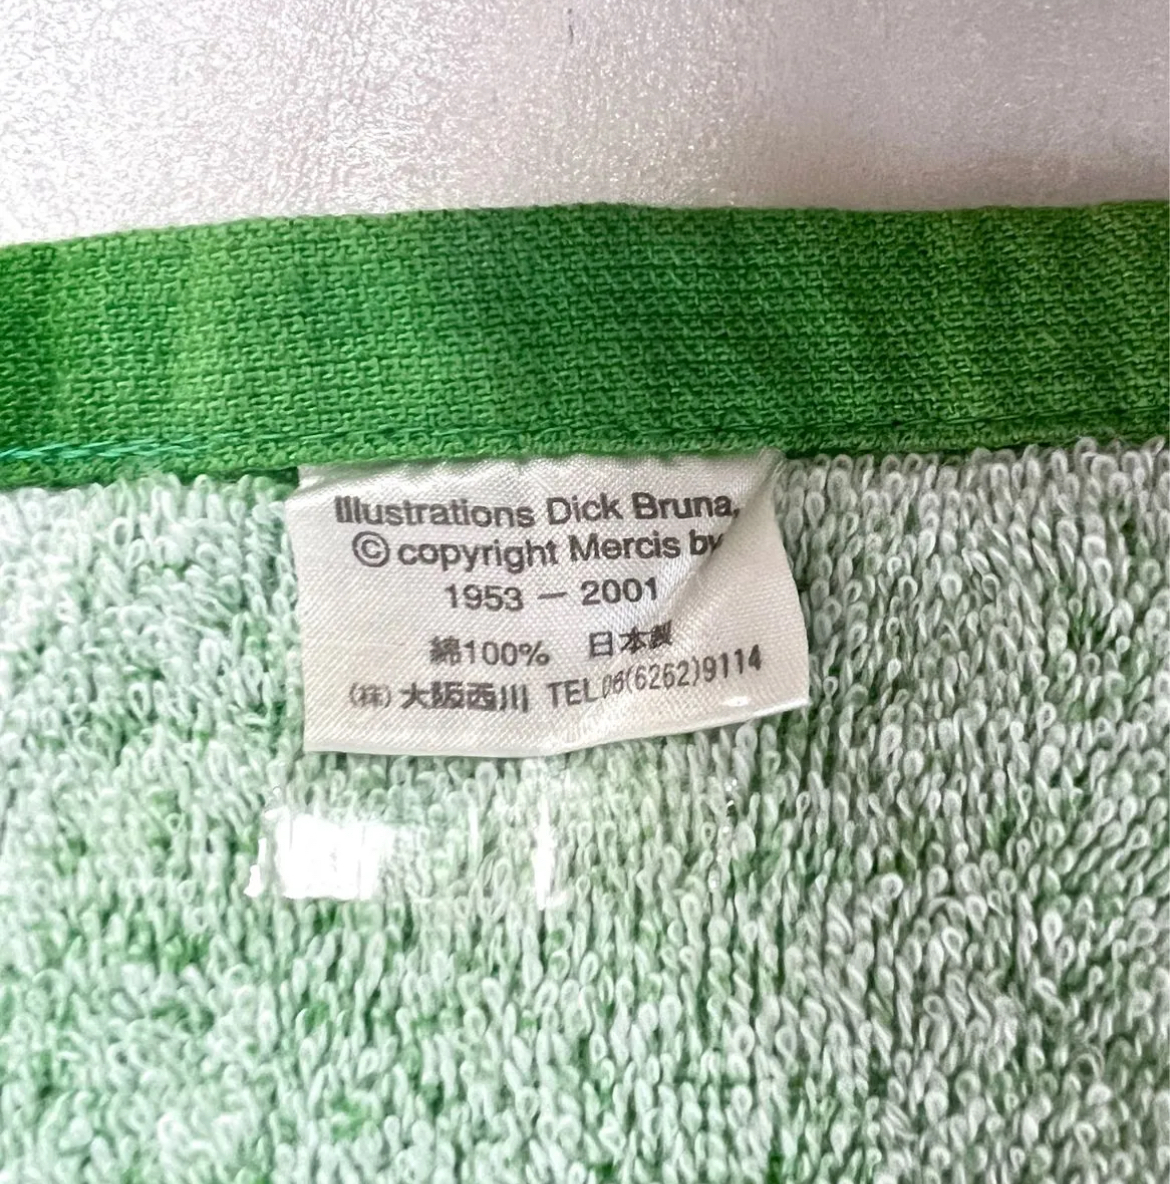 Illustrations Dick Bruna,
© copyright Mercis bv
1953 — 2001
綿100% 日本製
(株)大阪西川 TEL06(6262)9114